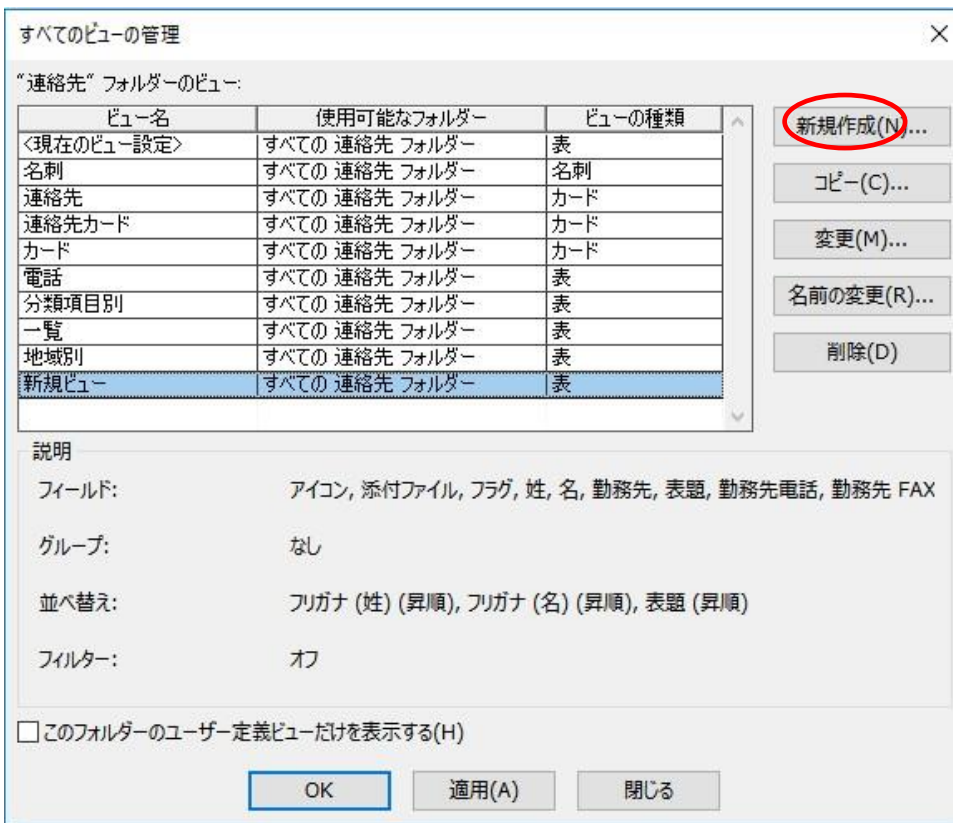 すべてのビューの管理
“連絡先” フォルダーのビュー:
ビュー名 使用可能なフォルダー ビューの種類
<現在のビュー設定> すべての 連絡先 フォルダー 表
名刺 すべての 連絡先 フォルダー 名刺
連絡先 すべての 連絡先 フォルダー カード
連絡先カード すべての 連絡先 フォルダー カード
カード すべての 連絡先 フォルダー カード
電話 すべての 連絡先 フォルダー 表
分類項目別 すべての 連絡先 フォルダー 表
一覧 すべての 連絡先 フォルダー 表
地域別 すべての 連絡先 フォルダー 表
新規ビュー すべての 連絡先 フォルダー 表
新規作成(N)...
コピー(C)...
変更(M)...
名前の変更(R)...
削除(D)
説明
フィールド: アイコン, 添付ファイル, フラグ, 姓, 名, 勤務先, 表題, 勤務先電話, 勤務先 FAX
グループ: なし
並べ替え: フリガナ (姓) (昇順), フリガナ (名) (昇順), 表題 (昇順)
フィルター: オフ
このフォルダーのユーザー定義ビューだけを表示する(H)
OK 適用(A) 閉じる